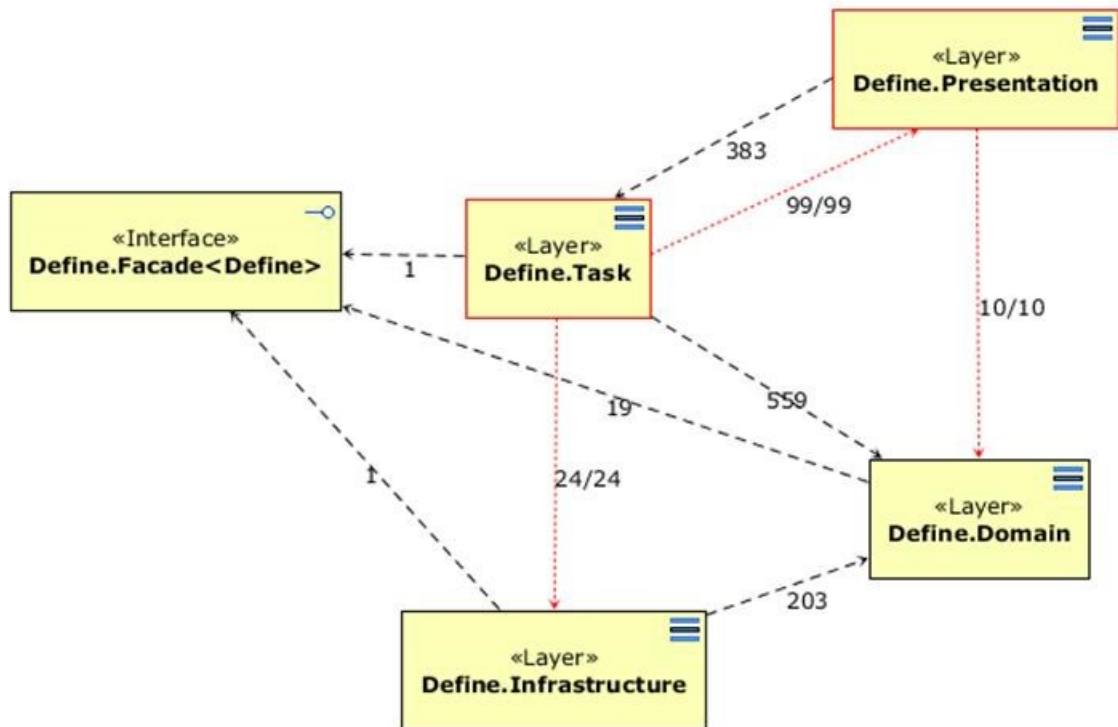 «Layer»
Define.Presentation
383
99/99
«Interface»
Define.Facade<Define>
1
«Layer»
Define.Task
10/10
19
559
1
24/24
«Layer»
Define.Domain
203
«Layer»
Define.Infrastructure